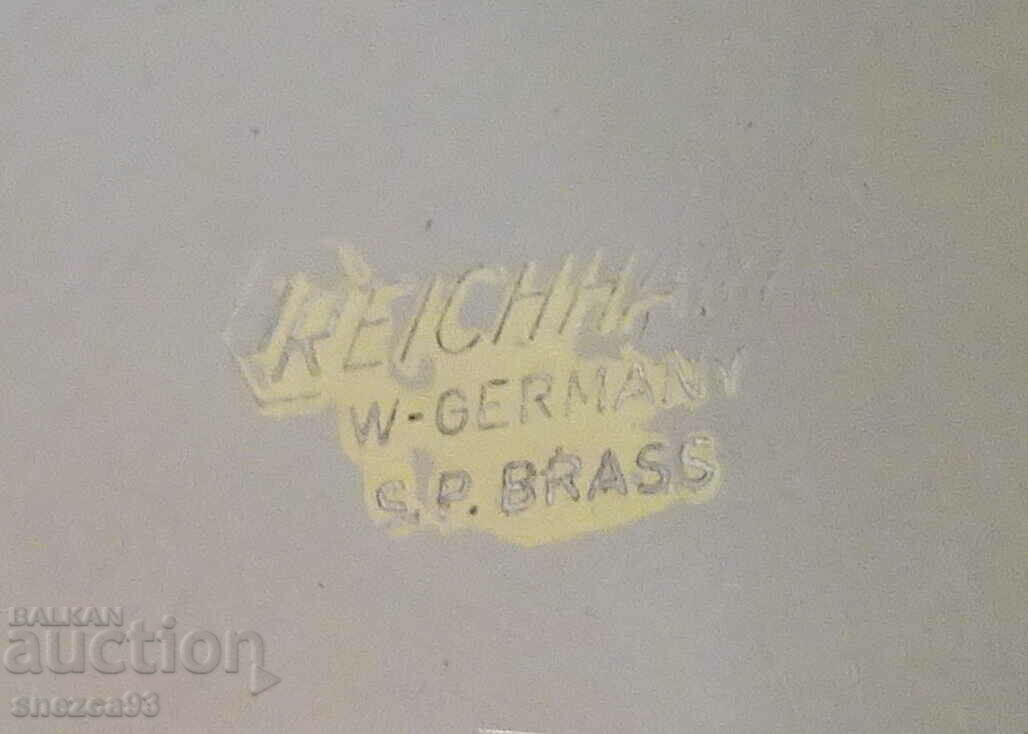 W-GERMANY
S.P. BRASS
BALKAN
auction
snezca93